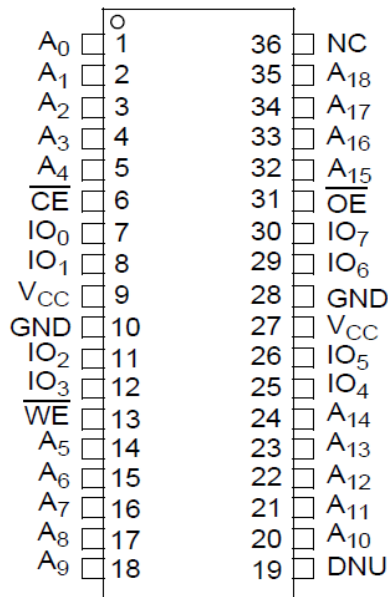 A0 1 36 NC
A1 2 35 A18
A2 3 34 A17
A3 4 33 A16
A4 5 32 A15
C̅E̅ 6 31 O̅E̅
IO0 7 30 IO7
IO1 8 29 IO6
VCC 9 28 GND
GND 10 27 VCC
IO2 11 26 IO5
IO3 12 25 IO4
W̅E̅ 13 24 A14
A5 14 23 A13
A6 15 22 A12
A7 16 21 A11
A8 17 20 A10
A9 18 19 DNU